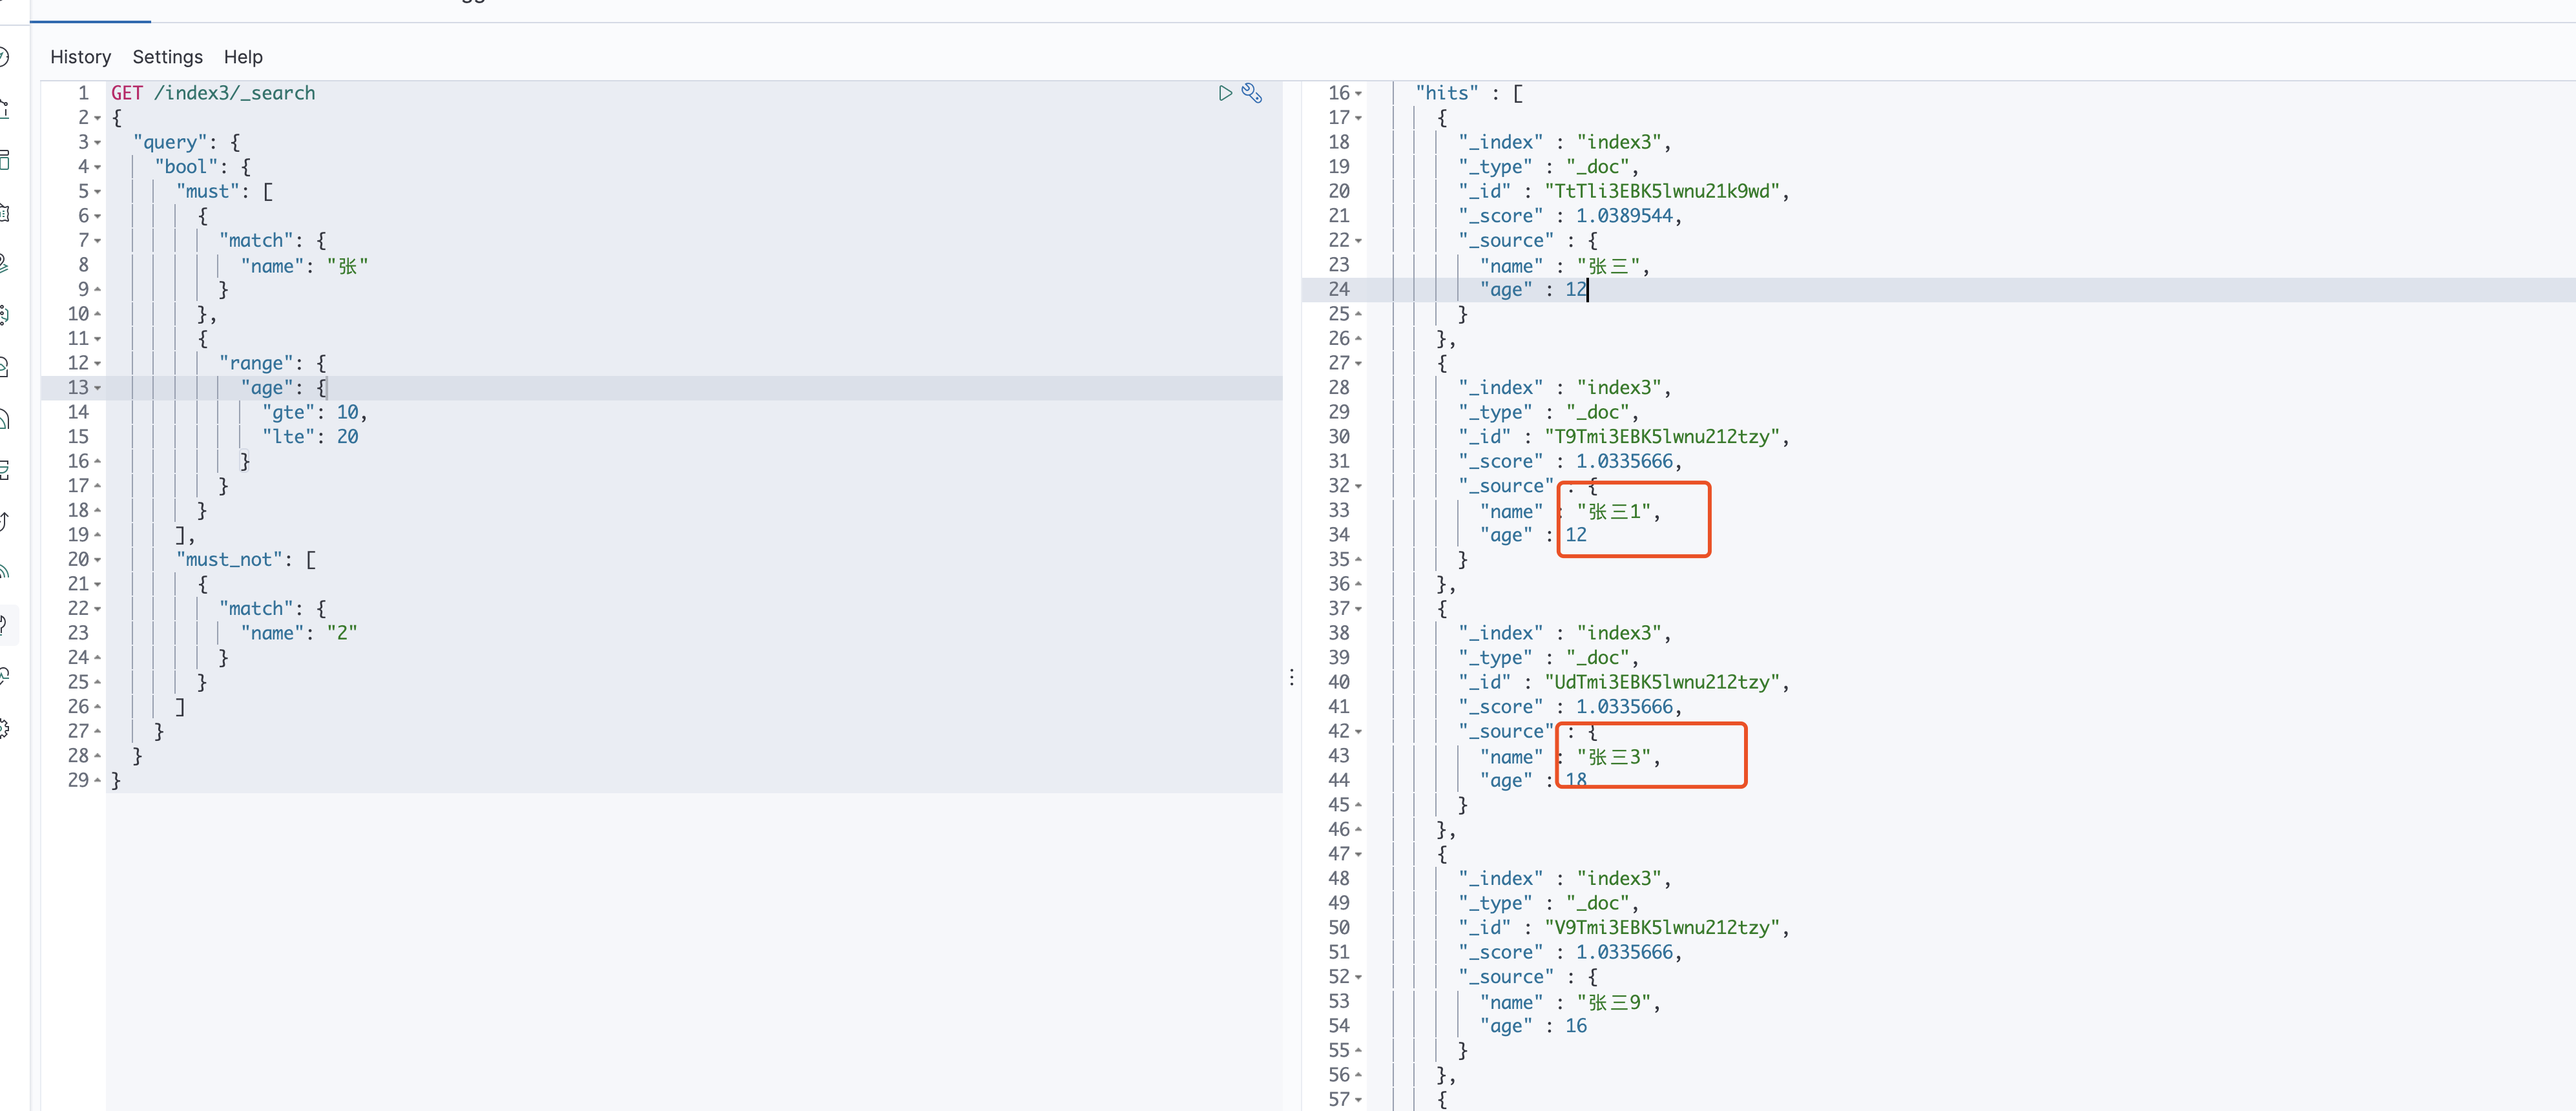 History Settings Help
1 GET /index3/_search
2 {
3 "query": {
4 "bool": {
5 "must": [
6 {
7 "match": {
8 "name": "张"
9 }
10 },
11 {
12 "range": {
13 "age": {
14 "gte": 10,
15 "lte": 20
16 }
17 }
18 }
19 ],
20 "must_not": [
21 {
22 "match": {
23 "name": "2"
24 }
25 }
26 ]
27 }
28 }
29 }
16 "hits" : [
17 {
18 "_index" : "index3",
19 "_type" : "_doc",
20 "_id" : "TtTli3EBK5lwnu21k9wd",
21 "_score" : 1.0389544,
22 "_source" : {
23 "name" : "张三",
24 "age" : 12
25 }
26 },
27 {
28 "_index" : "index3",
29 "_type" : "_doc",
30 "_id" : "T9Tmi3EBK5lwnu212tzy",
31 "_score" : 1.0335666,
32 "_source" : {
33 "name" : "张三1",
34 "age" : 12
35 }
36 },
37 {
38 "_index" : "index3",
39 "_type" : "_doc",
40 "_id" : "UdTmi3EBK5lwnu212tzy",
41 "_score" : 1.0335666,
42 "_source" : {
43 "name" : "张三3",
44 "age" : 18
45 }
46 },
47 {
48 "_index" : "index3",
49 "_type" : "_doc",
50 "_id" : "V9Tmi3EBK5lwnu212tzy",
51 "_score" : 1.0335666,
52 "_source" : {
53 "name" : "张三9",
54 "age" : 16
55 }
56 },
57 {